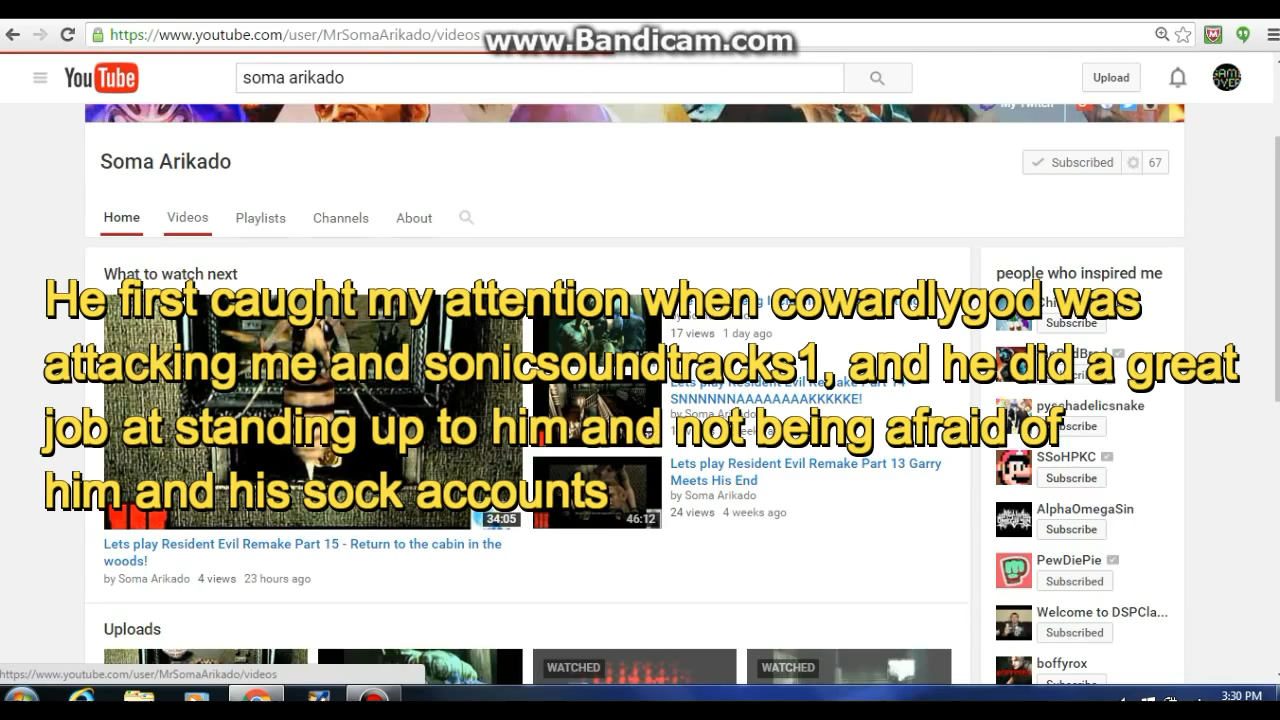 https://www.youtube.com/user/MrSomaArikado/videos
www.Bandicam.com
YouTube
soma arikado
Upload
GAME OVER
My Twitch
Soma Arikado
Subscribed 67
Home Videos Playlists Channels About
What to watch next
people who inspired me
He first caught my attention when cowardlygod was
attacking me and sonicsoundtracks1, and he did a great
job at standing up to him and not being afraid of
him and his sock accounts
Subscribe
17 views 1 day ago
Lets play Resident Evil Remake Part 14
SNNNNNNAAAAAAAAKKKKKE!
by Soma Arikado
pyschadelicsnake
Subscribe
Lets play Resident Evil Remake Part 13 Garry
Meets His End
by Soma Arikado
24 views 4 weeks ago
SSoHPKC
Subscribe
34:05
46:12
AlphaOmegaSin
Subscribe
Lets play Resident Evil Remake Part 15 - Return to the cabin in the
woods!
by Soma Arikado 4 views 23 hours ago
PewDiePie
Subscribed
Welcome to DSPCla...
Subscribed
Uploads
WATCHED
WATCHED
boffyrox
https://www.youtube.com/user/MrSomaArikado/videos
3:30 PM